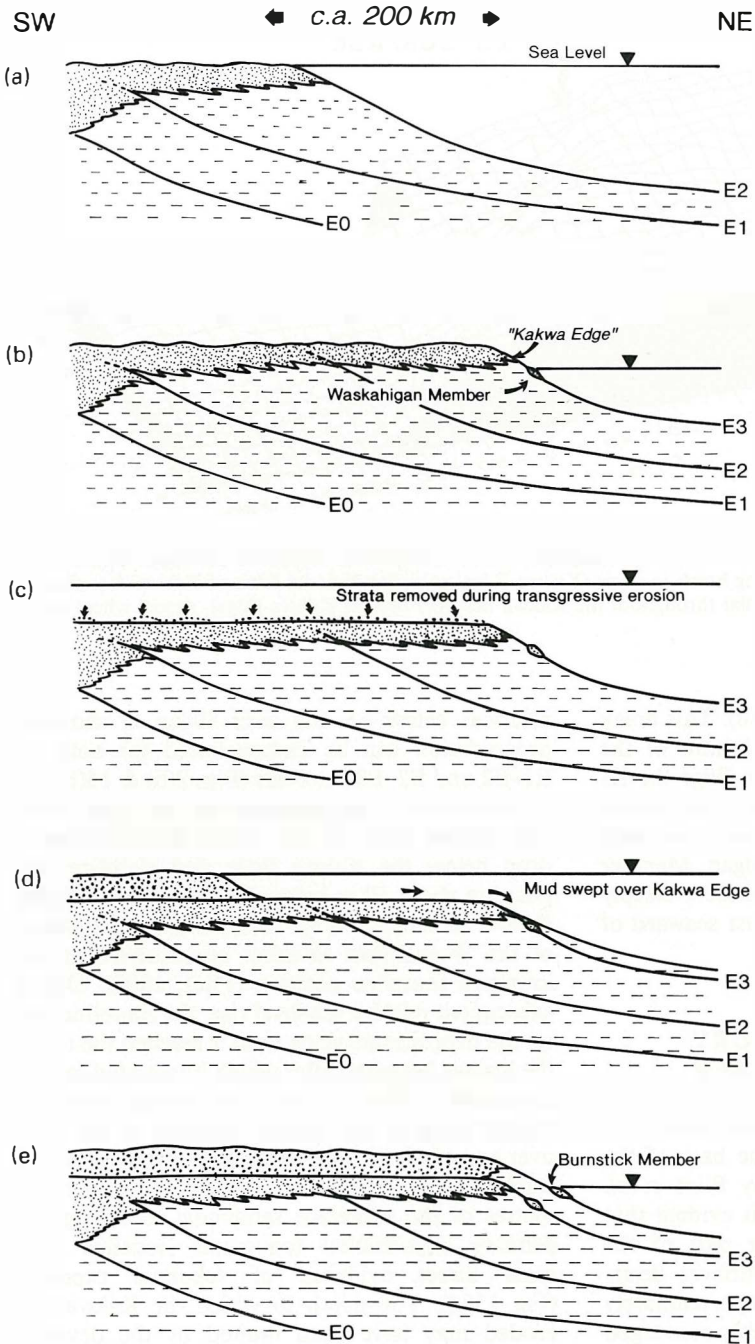 SW c.a. 200 km NE
Sea Level
(a)
E2
E0 E1
(b)
"Kakwa Edge"
Waskahigan Member
E3
E2
E0 E1
(c)
Strata removed during transgressive erosion
E3
E2
E0 E1
(d)
Mud swept over Kakwa Edge
E3
E2
E0 E1
(e)
Burnstick Member
E3
E2
E0 E1